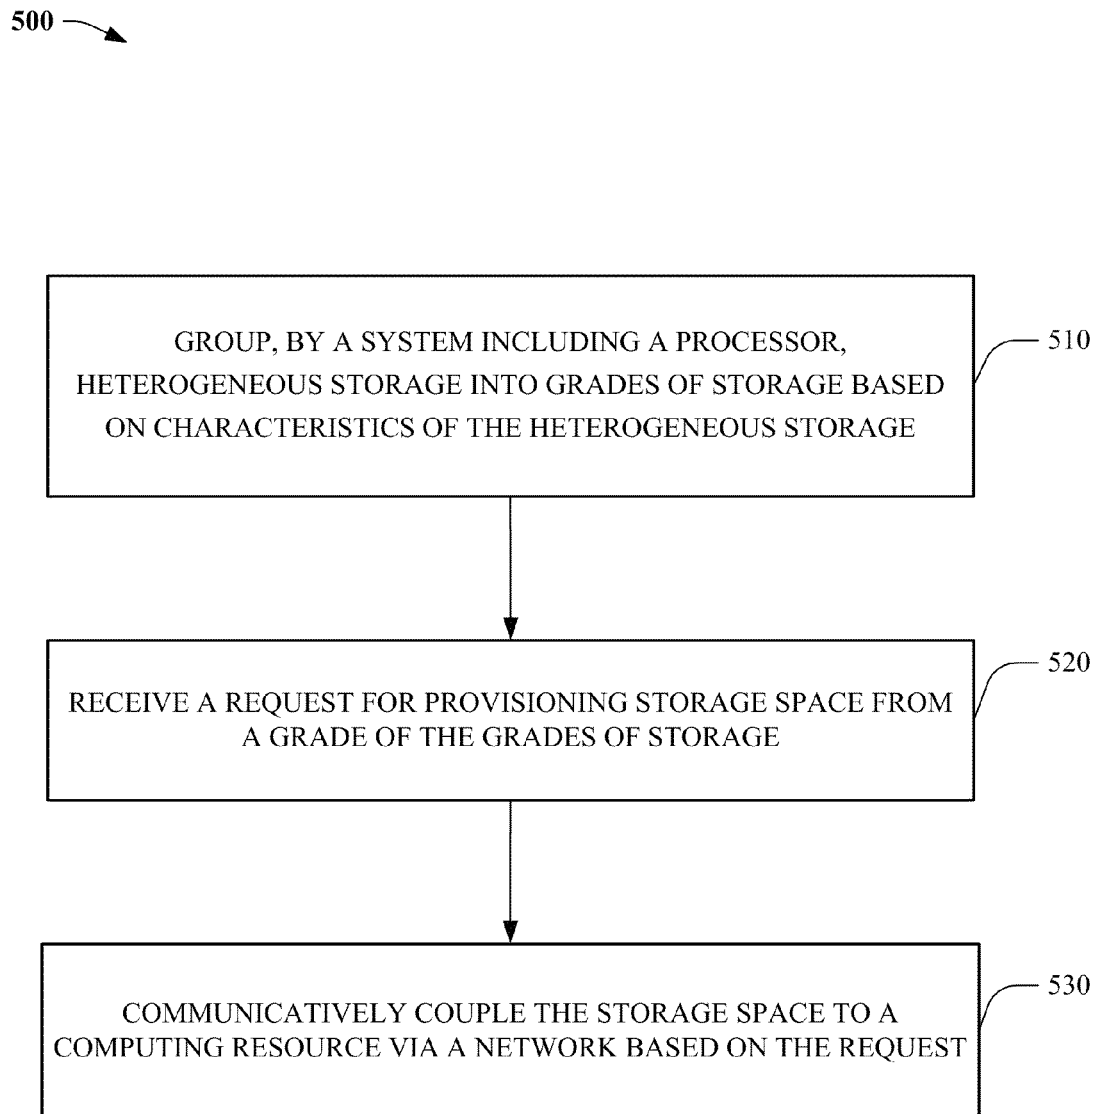 500
GROUP, BY A SYSTEM INCLUDING A PROCESSOR,
HETEROGENEOUS STORAGE INTO GRADES OF STORAGE BASED
ON CHARACTERISTICS OF THE HETEROGENEOUS STORAGE
510
RECEIVE A REQUEST FOR PROVISIONING STORAGE SPACE FROM
A GRADE OF THE GRADES OF STORAGE
520
COMMUNICATIVELY COUPLE THE STORAGE SPACE TO A
COMPUTING RESOURCE VIA A NETWORK BASED ON THE REQUEST
530